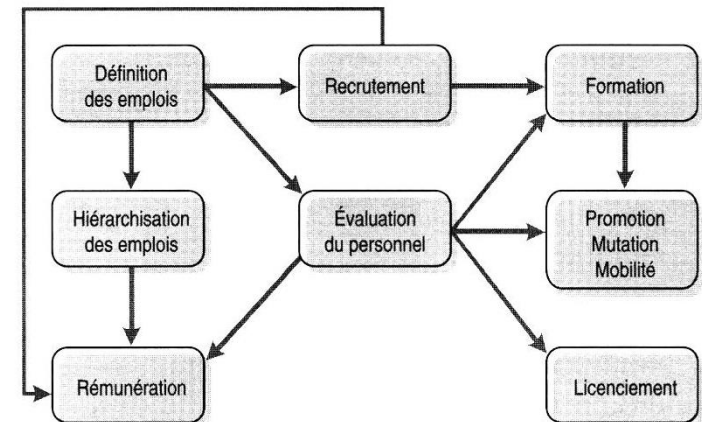 Définition
des emplois
Recrutement
Formation
Hiérarchisation
des emplois
Évaluation
du personnel
Promotion
Mutation
Mobilité
Rémunération
Licenciement